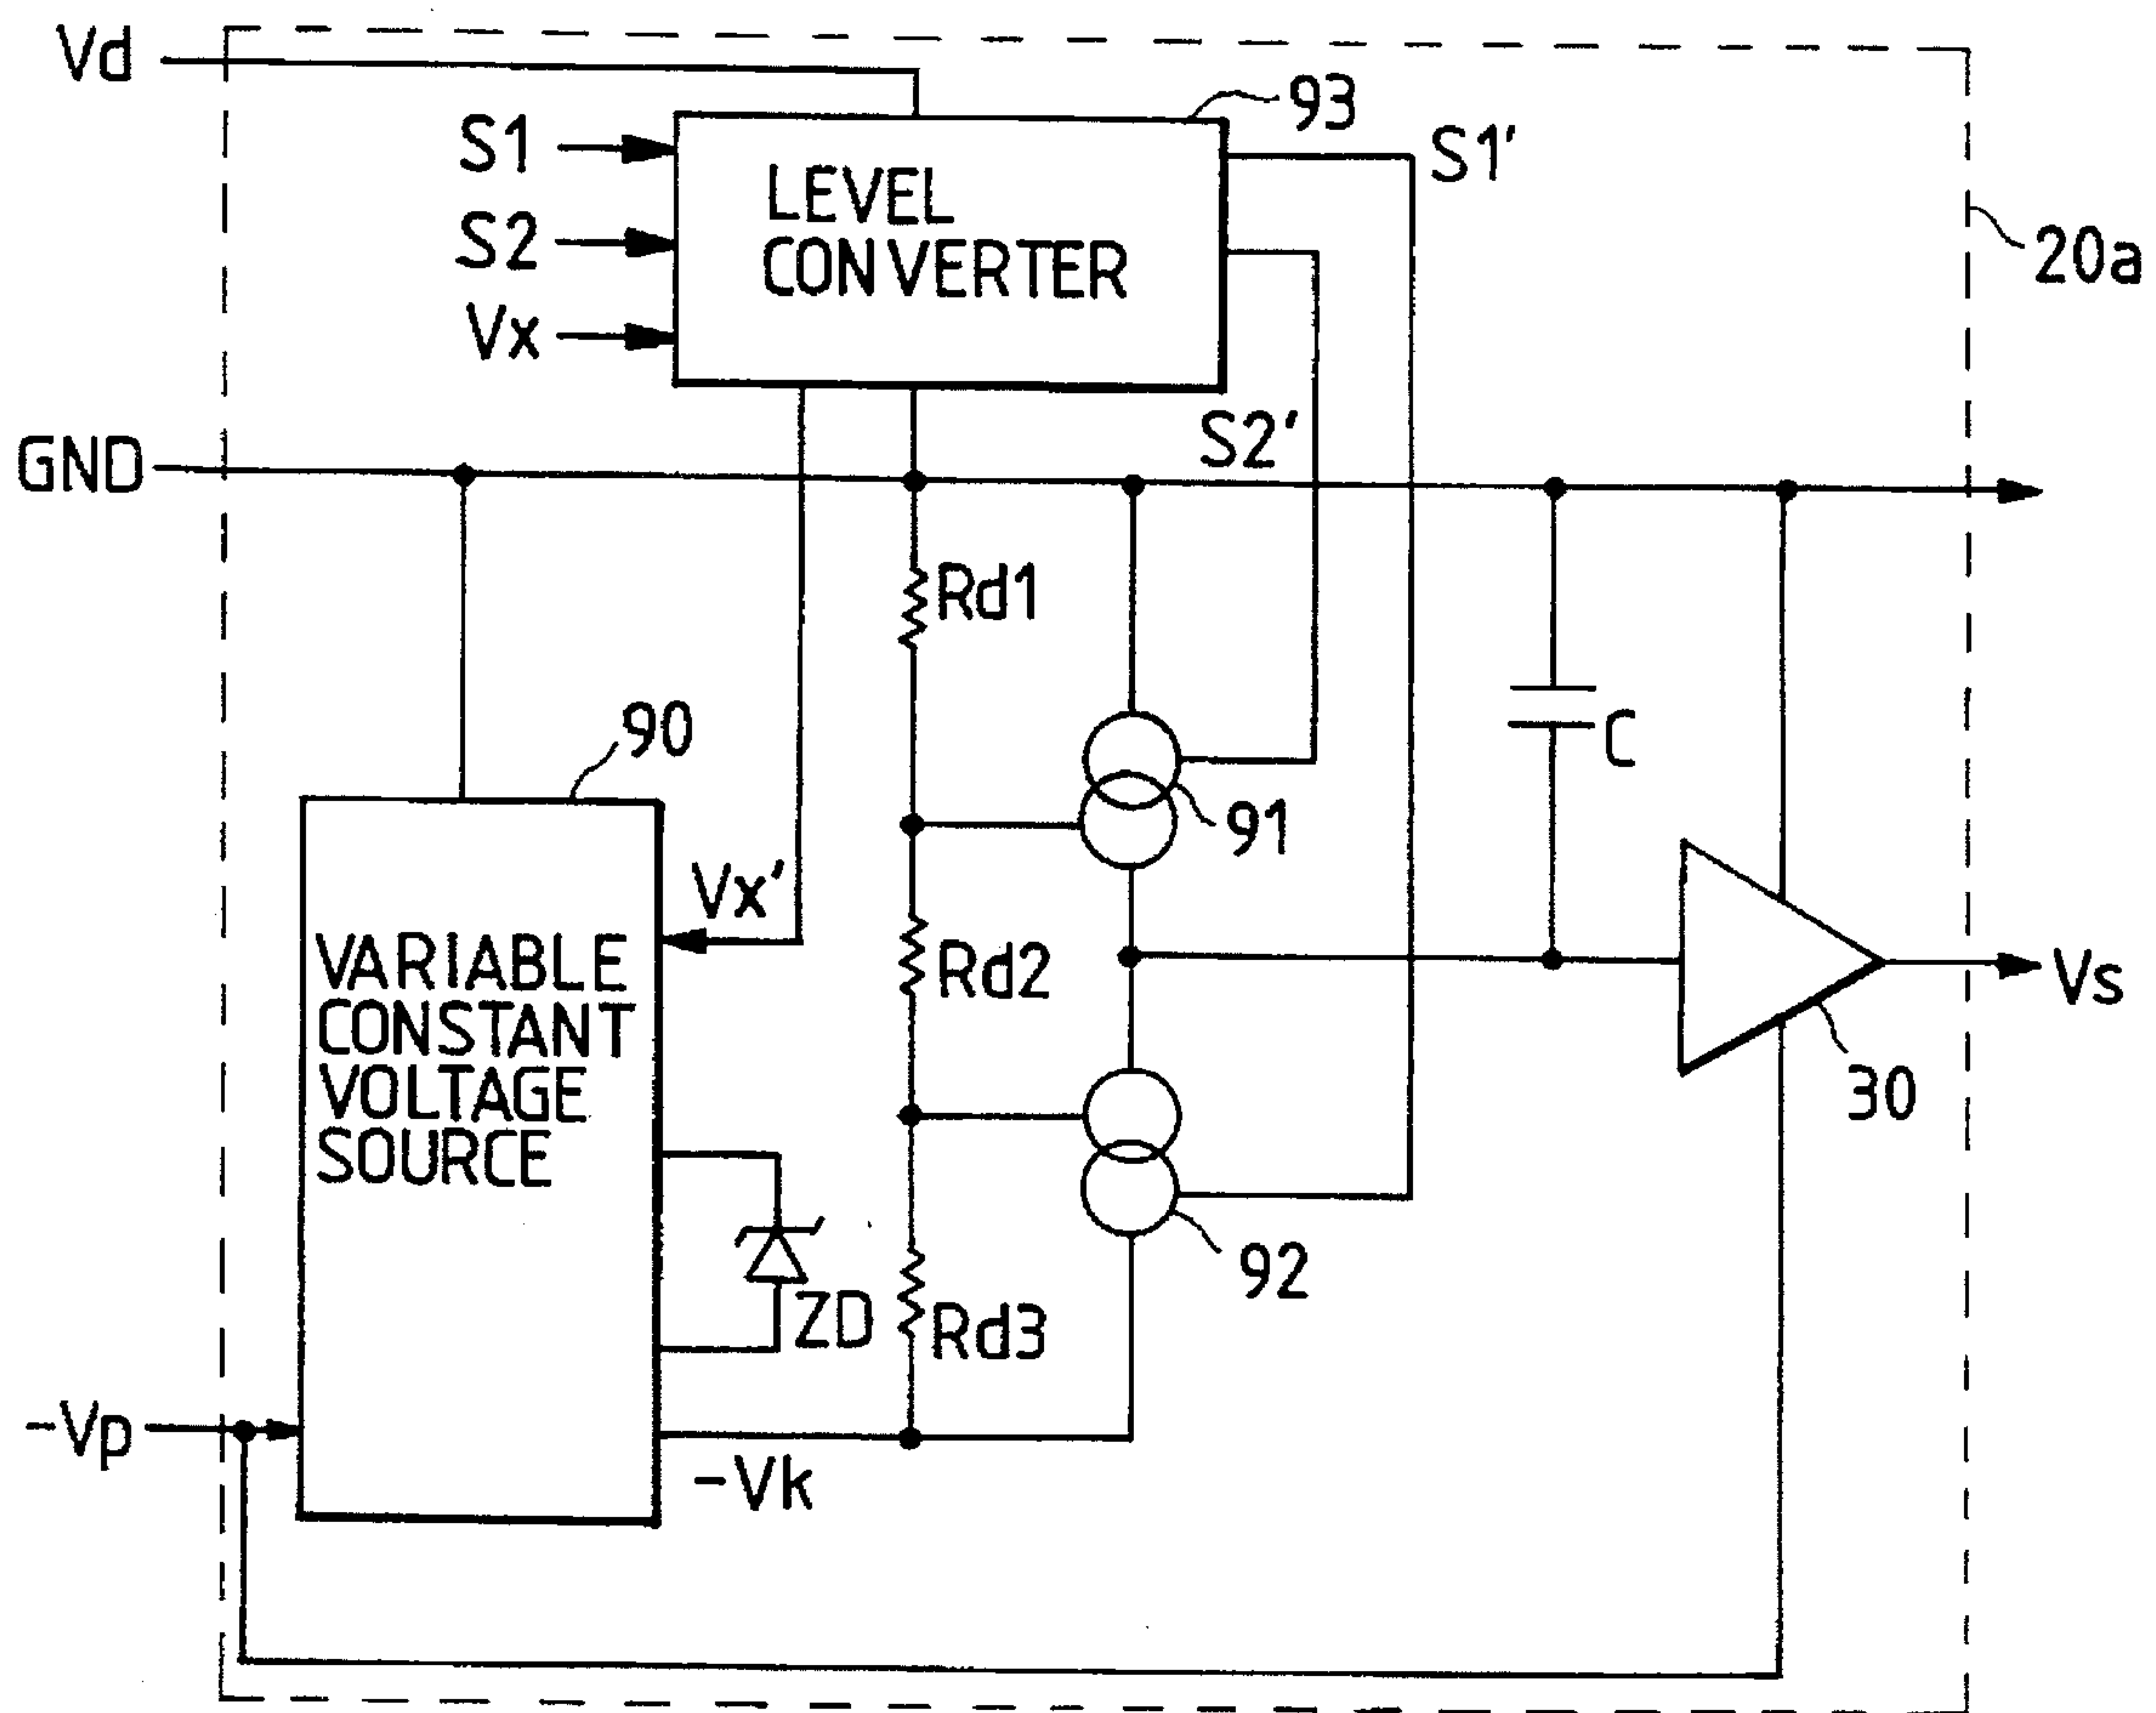 Vd
93
S1
S1'
LEVEL
CONVERTER
S2
20a
Vx
S2'
GND
Rd1
90
C
91
Vx'
VARIABLE
CONSTANT
VOLTAGE
SOURCE
Rd2
Vs
30
92
ZD
Rd3
-Vp
-Vk